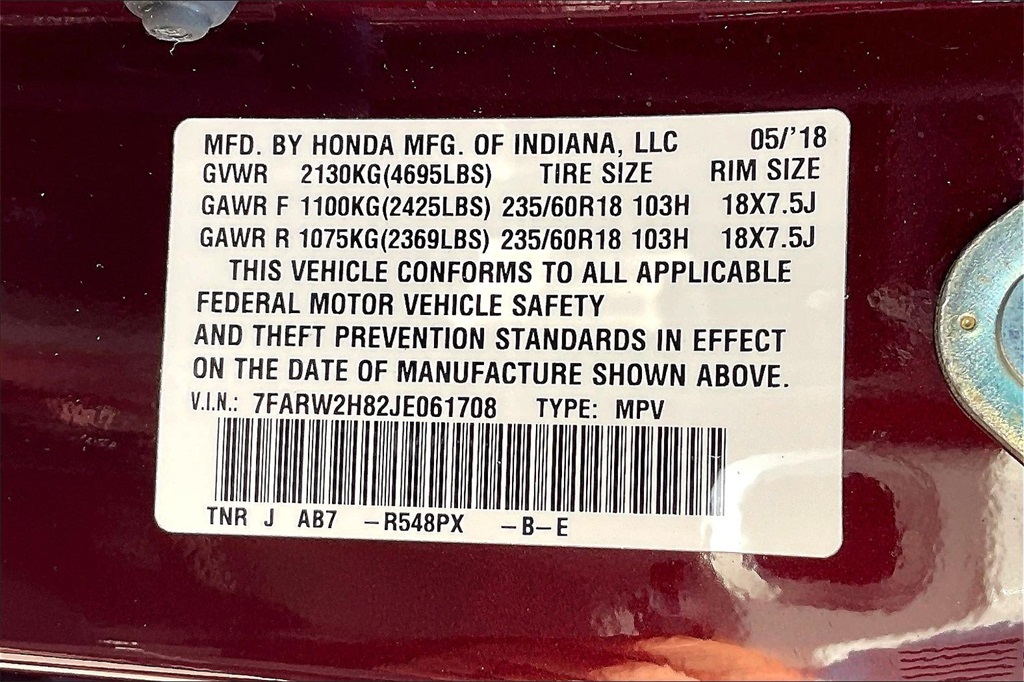 MFD. BY HONDA MFG. OF INDIANA, LLC 05/'18
GVWR 2130KG(4695LBS) TIRE SIZE RIM SIZE
GAWR F 1100KG(2425LBS) 235/60R18 103H 18X7.5J
GAWR R 1075KG(2369LBS) 235/60R18 103H 18X7.5J
THIS VEHICLE CONFORMS TO ALL APPLICABLE
FEDERAL MOTOR VEHICLE SAFETY
AND THEFT PREVENTION STANDARDS IN EFFECT
ON THE DATE OF MANUFACTURE SHOWN ABOVE.
V.I.N.: 7FARW2H82JE061708 TYPE: MPV
TNR J AB7 –R548PX –B–E